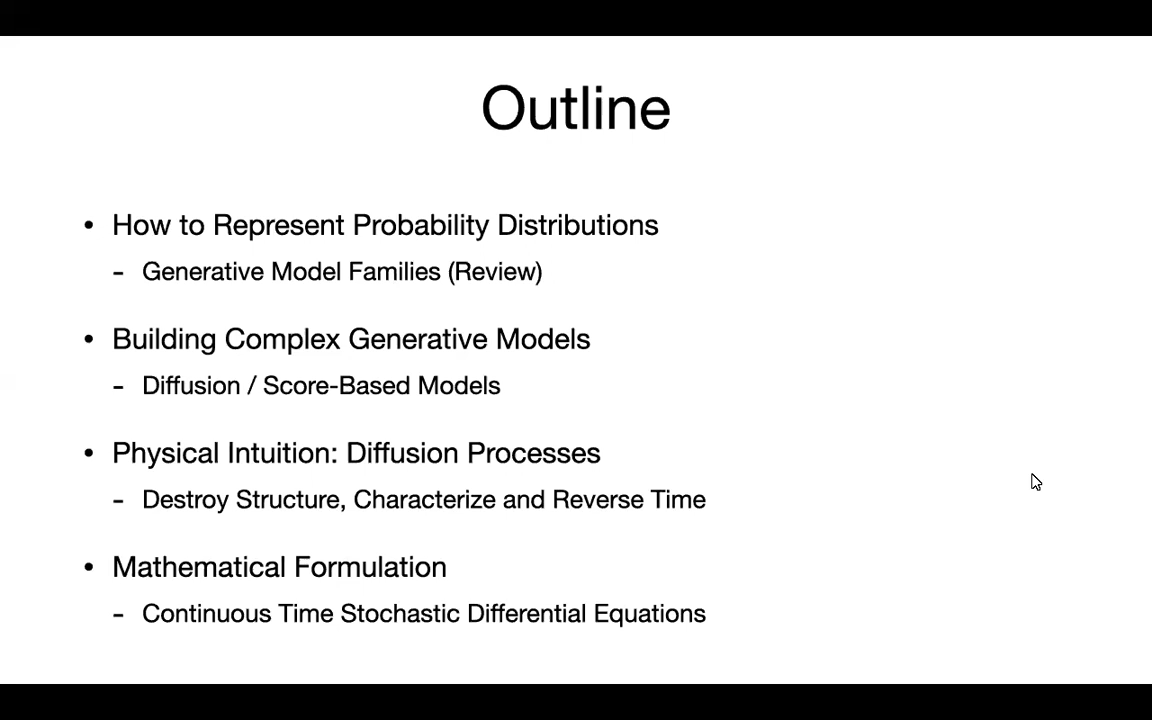 Outline
• How to Represent Probability Distributions
- Generative Model Families (Review)
• Building Complex Generative Models
- Diffusion / Score-Based Models
• Physical Intuition: Diffusion Processes
- Destroy Structure, Characterize and Reverse Time
• Mathematical Formulation
- Continuous Time Stochastic Differential Equations